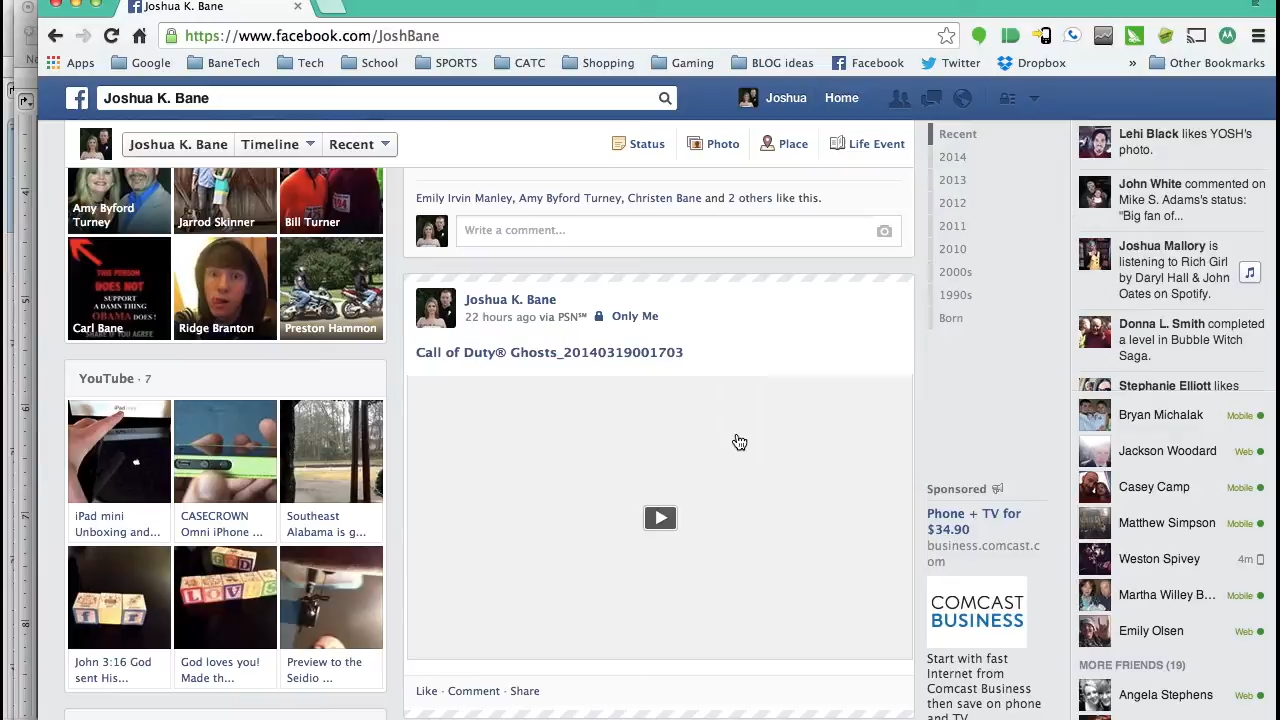 Joshua K. Bane
https://www.facebook.com/JoshBane
Apps
Google
BaneTech
Tech
School
SPORTS
CATC
Shopping
Gaming
BLOG ideas
Facebook
Twitter
Dropbox
»
Other Bookmarks
Joshua K. Bane
Joshua
Home
Joshua K. Bane
Timeline
Recent
Status
Photo
Place
Life Event
Amy Byford
Turney
Jarrod Skinner
Bill Turner
THIS PERSON
DOES NOT
SUPPORT
A DAMN THING
OBAMA DOES!
Carl Bane
Ridge Branton
Preston Hammon
YouTube · 7
iPad mini
Unboxing and...
CASECROWN
Omni iPhone ...
Southeast
Alabama is g...
John 3:16 God
sent His...
God loves you!
Made th...
Preview to the
Seidio ...
Emily Irvin Manley, Amy Byford Turney, Christen Bane and 2 others like this.
Write a comment...
Joshua K. Bane
22 hours ago via PSN℠
Only Me
Call of Duty® Ghosts_20140319001703
Like · Comment · Share
Recent
2014
2013
2012
2011
2010
2000s
1990s
Born
Sponsored
Phone + TV for
$34.90
business.comcast.c
om
COMCAST
BUSINESS
Start with fast
Internet from
Comcast Business
then save on phone
and TV
Lehi Black likes YOSH's
photo.
John White commented on
Mike S. Adams's status:
"Big fan of...
Joshua Mallory is
listening to Rich Girl
by Daryl Hall & John
Oates on Spotify.
Donna L. Smith completed
a level in Bubble Witch
Saga.
Stephanie Elliott likes
Bryan Michalak
Mobile
Jackson Woodard
Web
Casey Camp
Mobile
Matthew Simpson
Mobile
Weston Spivey
4m
Martha Willey B...
Mobile
Emily Olsen
Web
MORE FRIENDS (19)
Angela Stephens
Web